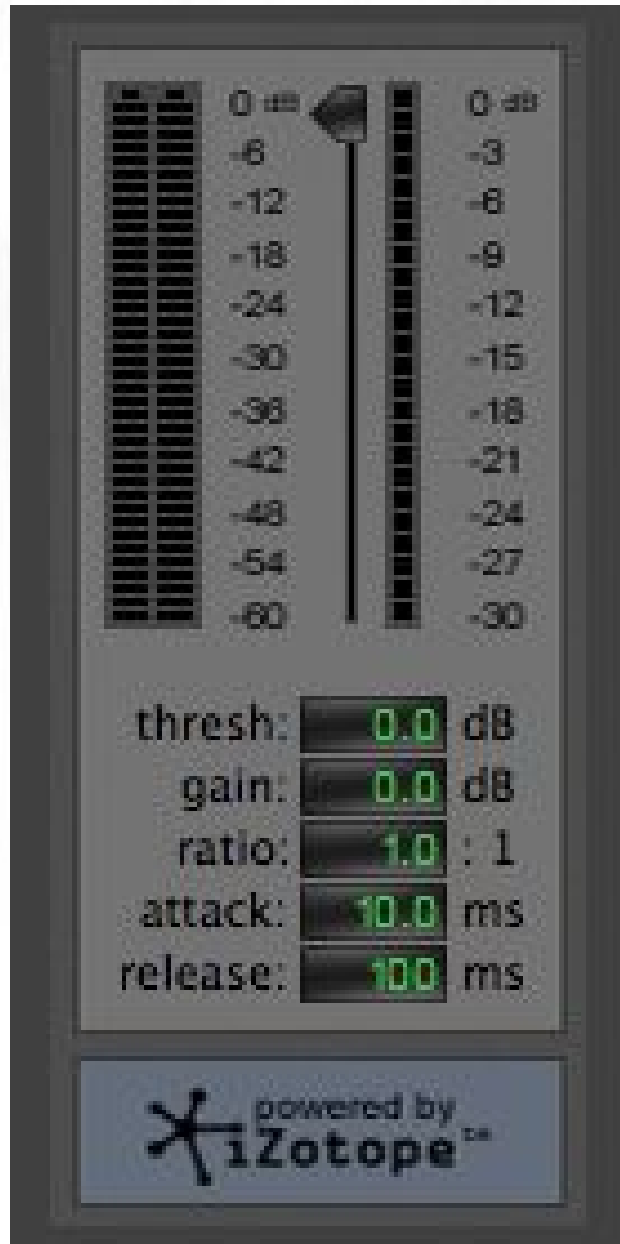 0 dB 0 dB
-6 -3
-12 -6
-18 -9
-24 -12
-30 -15
-36 -18
-42 -21
-48 -24
-54 -27
-60 -30
thresh: 0.0 dB
gain: 0.0 dB
ratio: 1.0 : 1
attack: 10.0 ms
release: 100 ms
powered by
iZotope™